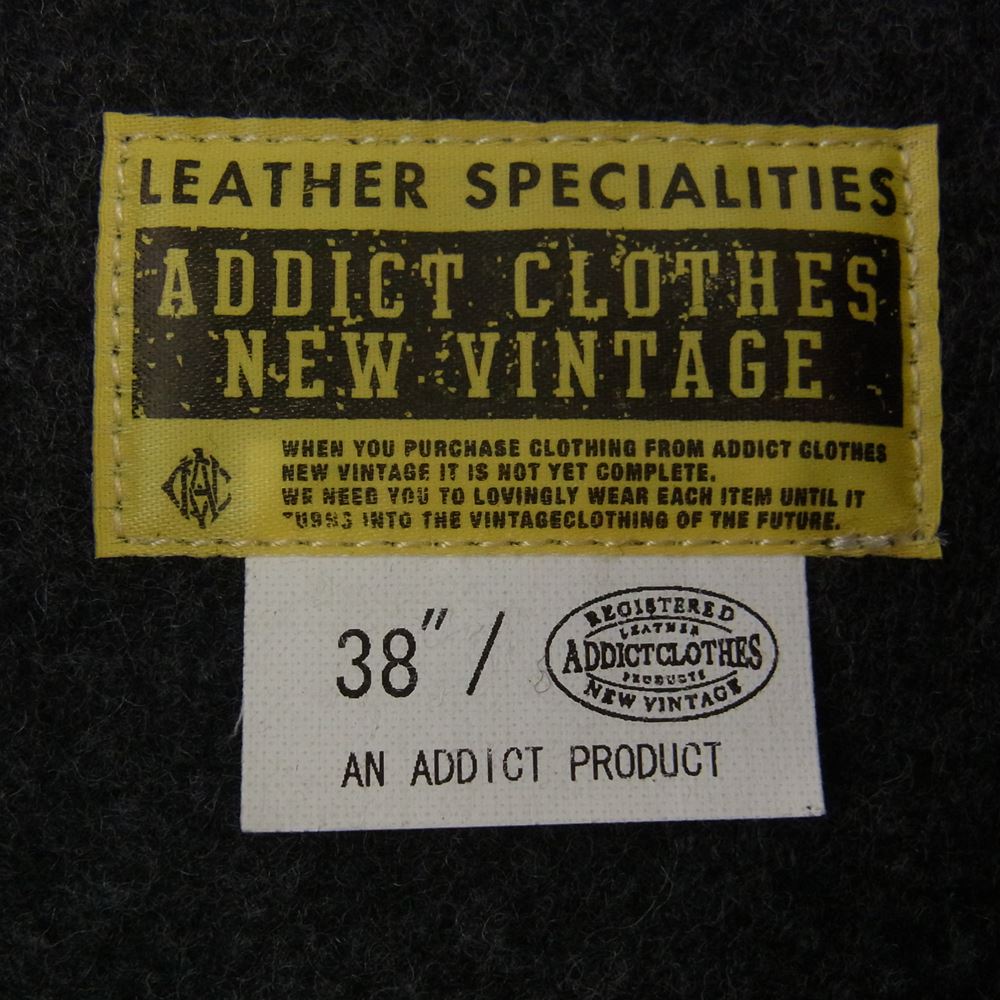 LEATHER SPECIALITIES
ADDICT CLOTHES
NEW VINTAGE
WHEN YOU PURCHASE CLOTHING FROM ADDICT CLOTHES
NEW VINTAGE IT IS NOT YET COMPLETE.
WE NEED YOU TO LOVINGLY WEAR EACH ITEM UNTIL IT
TURNS INTO THE VINTAGECLOTHING OF THE FUTURE.
38" /
REGISTERED
LEATHER
ADDICTCLOTHES
PRODUCTS
NEW VINTAGE
AN ADDICT PRODUCT